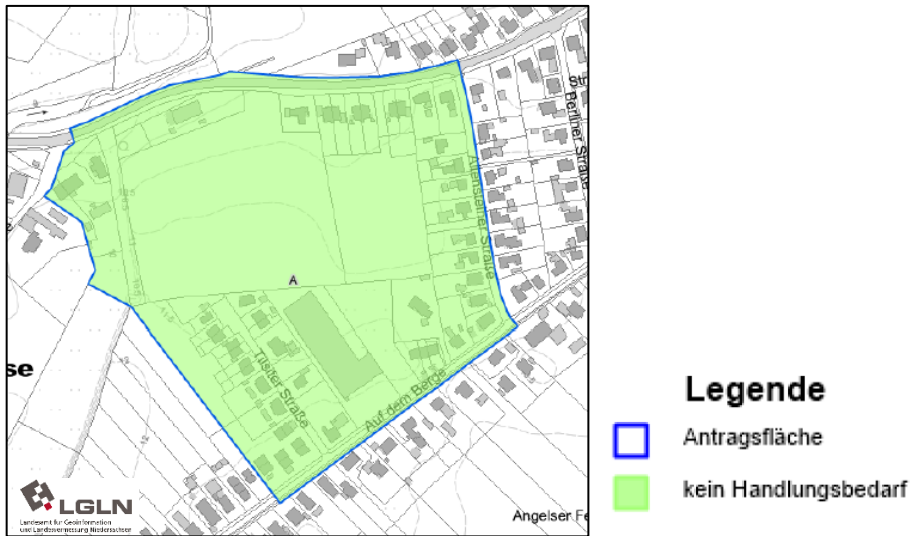 Str
Berliner Straße
Allensteiner Straße
A
se
Tilsiter Straße
Auf dem Berge
Angelser Fe
LGLN
Landesamt für Geoinformation
und Landesvermessung Niedersachsen
Legende
Antragsfläche
kein Handlungsbedarf